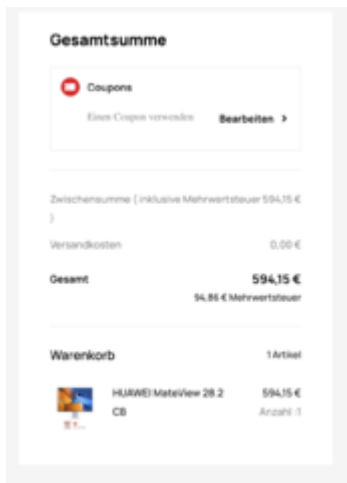 Gesamtsumme
Coupons
Einen Coupon verwenden Bearbeiten >
Zwischensumme ( inklusive Mehrwertsteuer 594,15 €
)
Versandkosten 0,00 €
Gesamt 594,15 €
94,86 € Mehrwertsteuer
Warenkorb 1 Artikel
HUAWEI MateView 28.2 594,15 €
CB Anzahl :1